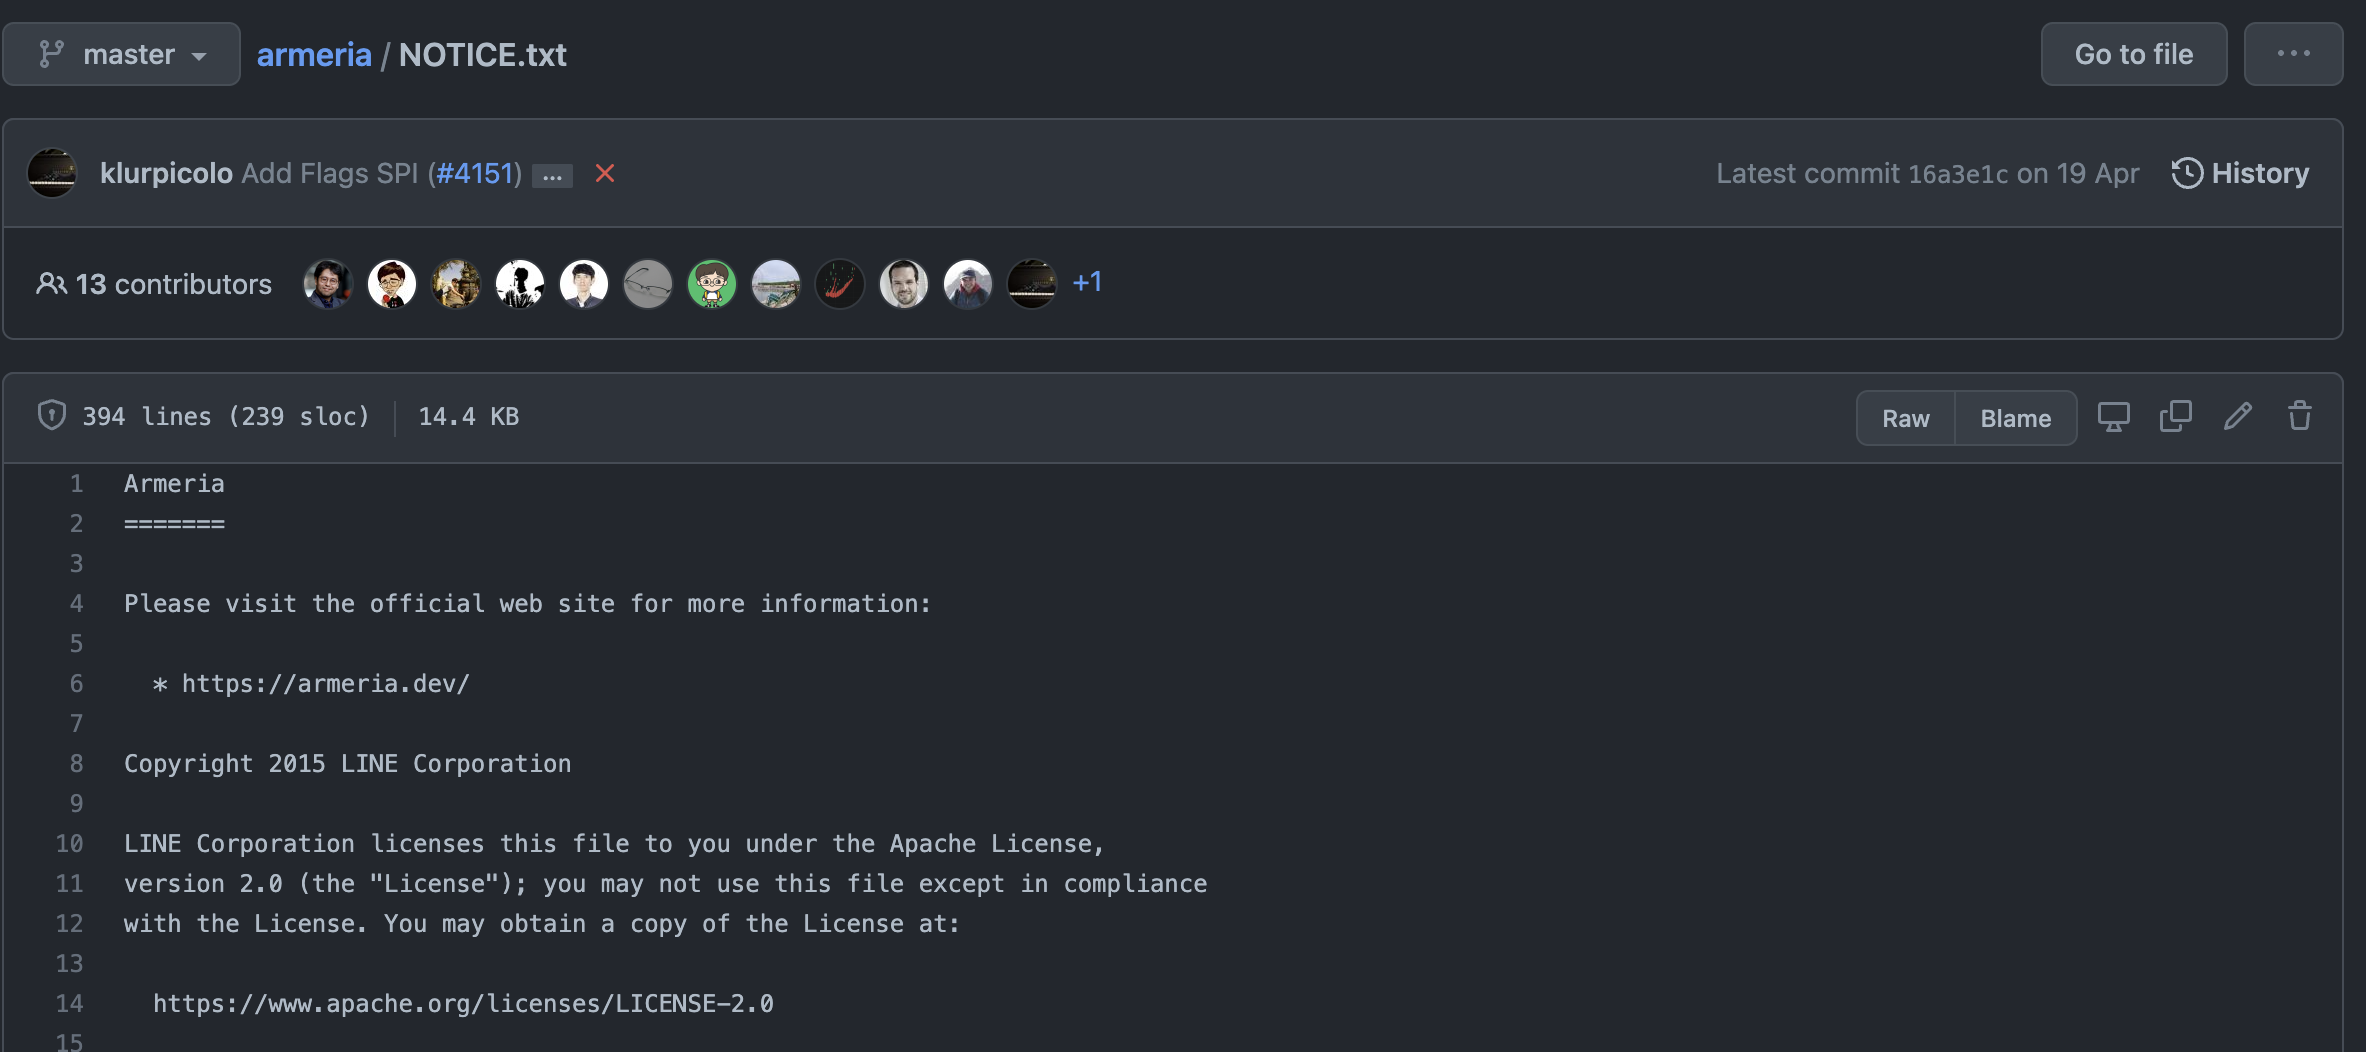 master
armeria / NOTICE.txt
Go to file
...
klurpicolo Add Flags SPI (#4151) ...
Latest commit 16a3e1c on 19 Apr
History
13 contributors
+1
394 lines (239 sloc)
14.4 KB
Raw
Blame
1 Armeria
2 =======
3
4 Please visit the official web site for more information:
5
6   * https://armeria.dev/
7
8 Copyright 2015 LINE Corporation
9
10 LINE Corporation licenses this file to you under the Apache License,
11 version 2.0 (the "License"); you may not use this file except in compliance
12 with the License. You may obtain a copy of the License at:
13
14   https://www.apache.org/licenses/LICENSE-2.0
15